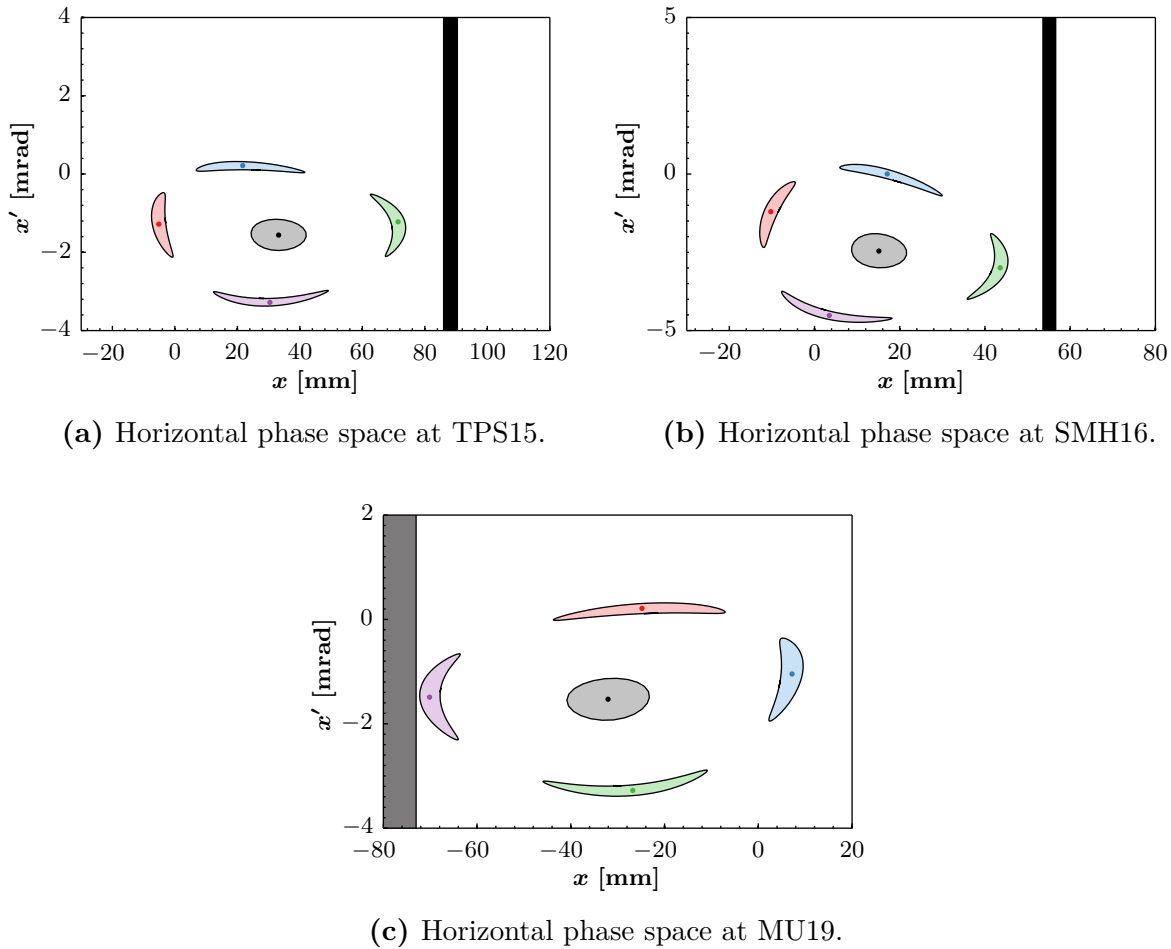 4
2
0
−2
−4
x′ [mrad]
−20 0 20 40 60 80 100 120
x [mm]
(a) Horizontal phase space at TPS15.
5
0
−5
x′ [mrad]
−20 0 20 40 60 80
x [mm]
(b) Horizontal phase space at SMH16.
2
0
−2
−4
x′ [mrad]
−80 −60 −40 −20 0 20
x [mm]
(c) Horizontal phase space at MU19.